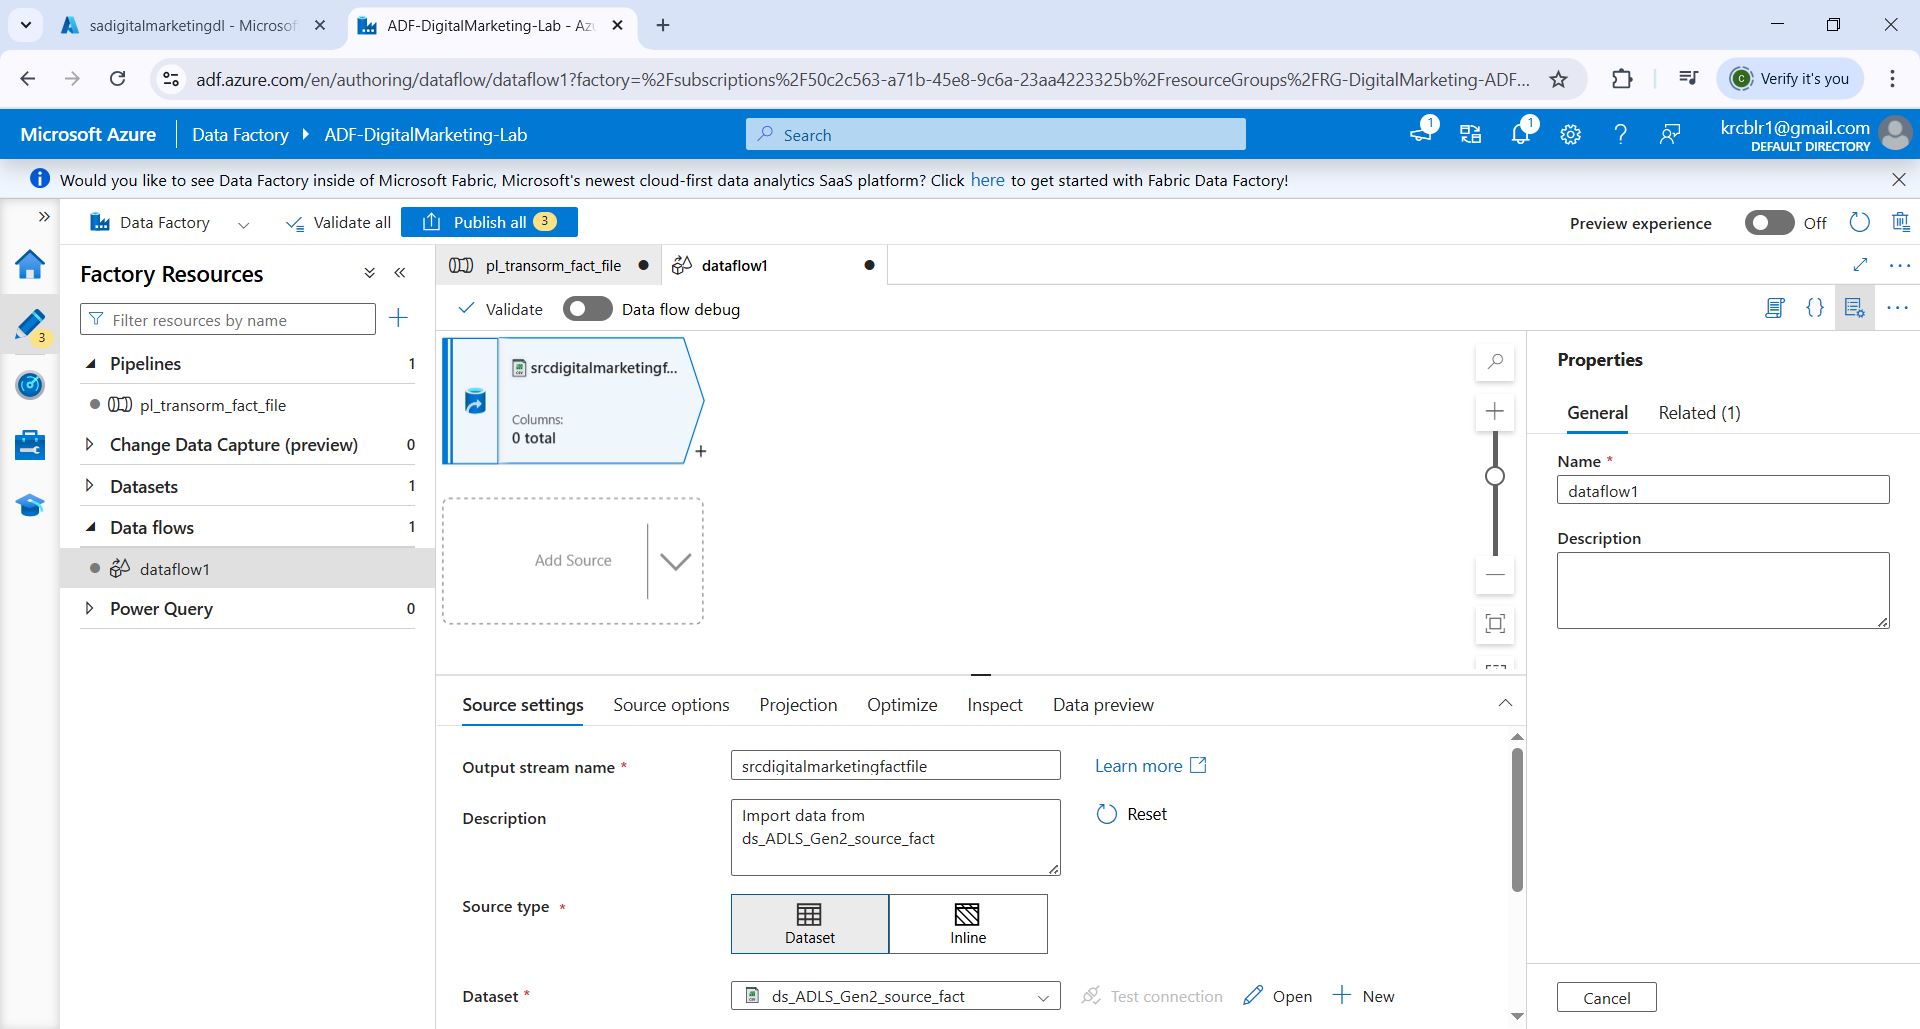 sadigitalmarketingdl - Microsof
ADF-DigitalMarketing-Lab - Az
adf.azure.com/en/authoring/dataflow/dataflow1?factory=%2Fsubscriptions%2F50c2c563-a71b-45e8-9c6a-23aa4223325b%2FresourceGroups%2FRG-DigitalMarketing-ADF...
C Verify it's you
Microsoft Azure Data Factory ADF-DigitalMarketing-Lab
Search
1
1
krcblr1@gmail.com
DEFAULT DIRECTORY
Would you like to see Data Factory inside of Microsoft Fabric, Microsoft's newest cloud-first data analytics SaaS platform? Click here to get started with Fabric Data Factory!
Data Factory
Validate all
Publish all 3
Preview experience Off
3
Factory Resources
Filter resources by name
Pipelines 1
pl_transorm_fact_file
Change Data Capture (preview) 0
Datasets 1
Data flows 1
dataflow1
Power Query 0
pl_transorm_fact_file
dataflow1
Validate
Data flow debug
srcdigitalmarketingf...
Columns:
0 total
+
Add Source
Source settings Source options Projection Optimize Inspect Data preview
Output stream name * srcdigitalmarketingfactfile Learn more
Description
Import data from
ds_ADLS_Gen2_source_fact
Reset
Source type *
Dataset
Inline
Dataset * ds_ADLS_Gen2_source_fact Test connection Open New
Properties
General Related (1)
Name *
dataflow1
Description
Cancel